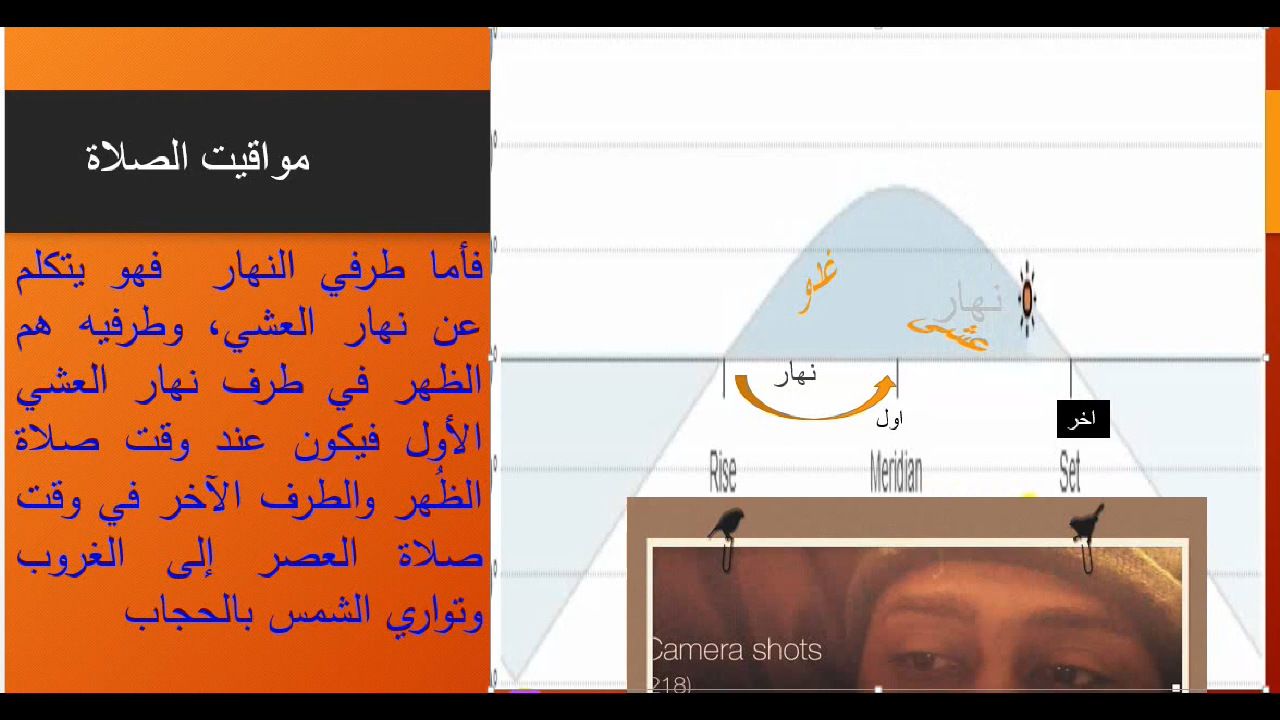 مواقيت الصلاة
فأما طرفي النهار فهو يتكلم
عن نهار العشي، وطرفيه هم
الظهر في طرف نهار العشي
الأول فيكون عند وقت صلاة
الظُهر والطرف الآخر في وقت
صلاة العصر إلى الغروب
وتواري الشمس بالحجاب
غدو
نهار
عشي
نهار
اول
اخر
Rise
Meridian
Set
Camera shots
218)